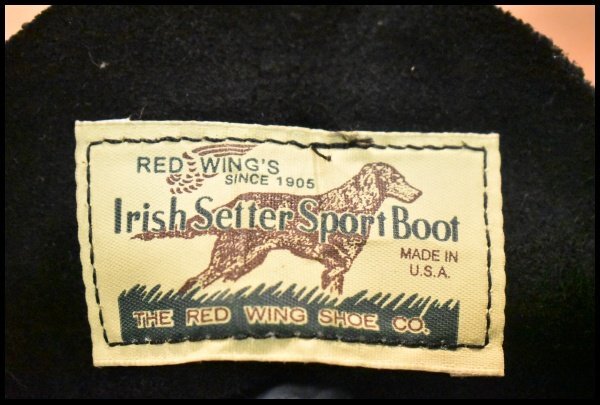 RED WING'S
SINCE 1905
Irish Setter Sport Boot
MADE IN
U.S.A.
THE RED WING SHOE CO.